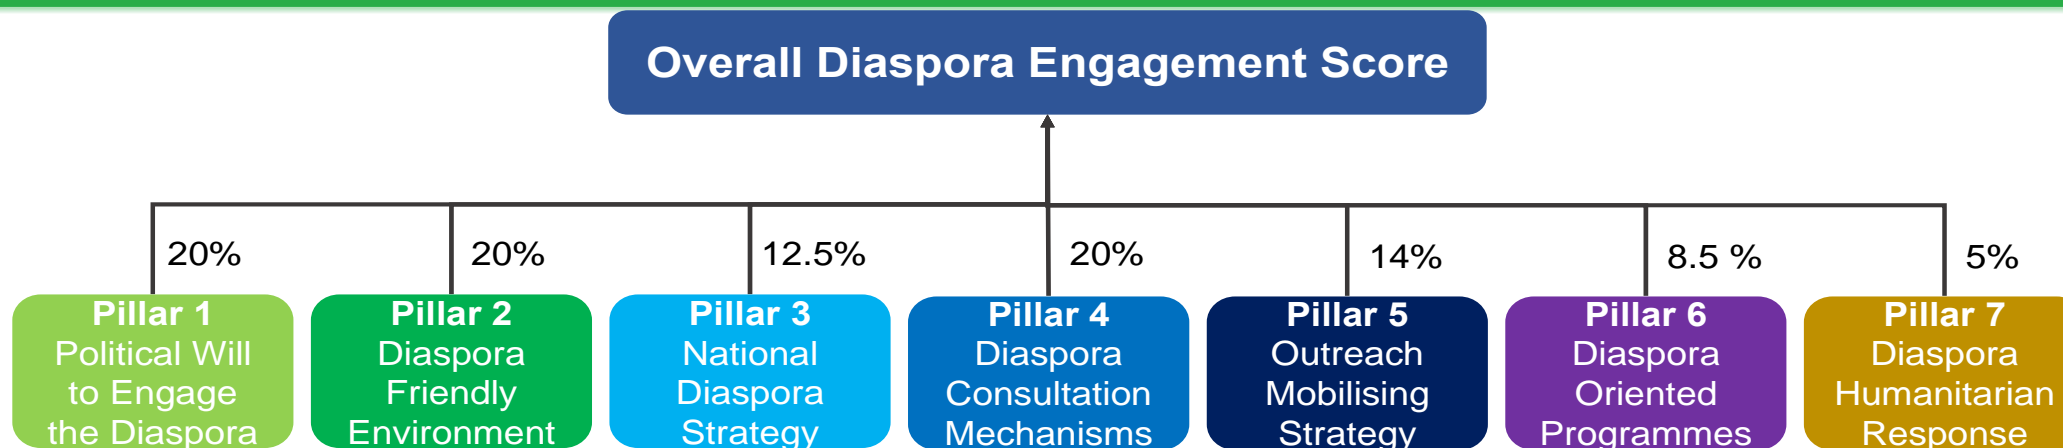 Overall Diaspora Engagement Score
20%
20%
12.5%
20%
14%
8.5 %
5%
Pillar 1
Political Will
to Engage
the Diaspora
Pillar 2
Diaspora
Friendly
Environment
Pillar 3
National
Diaspora
Strategy
Pillar 4
Diaspora
Consultation
Mechanisms
Pillar 5
Outreach
Mobilising
Strategy
Pillar 6
Diaspora
Oriented
Programmes
Pillar 7
Diaspora
Humanitarian
Response